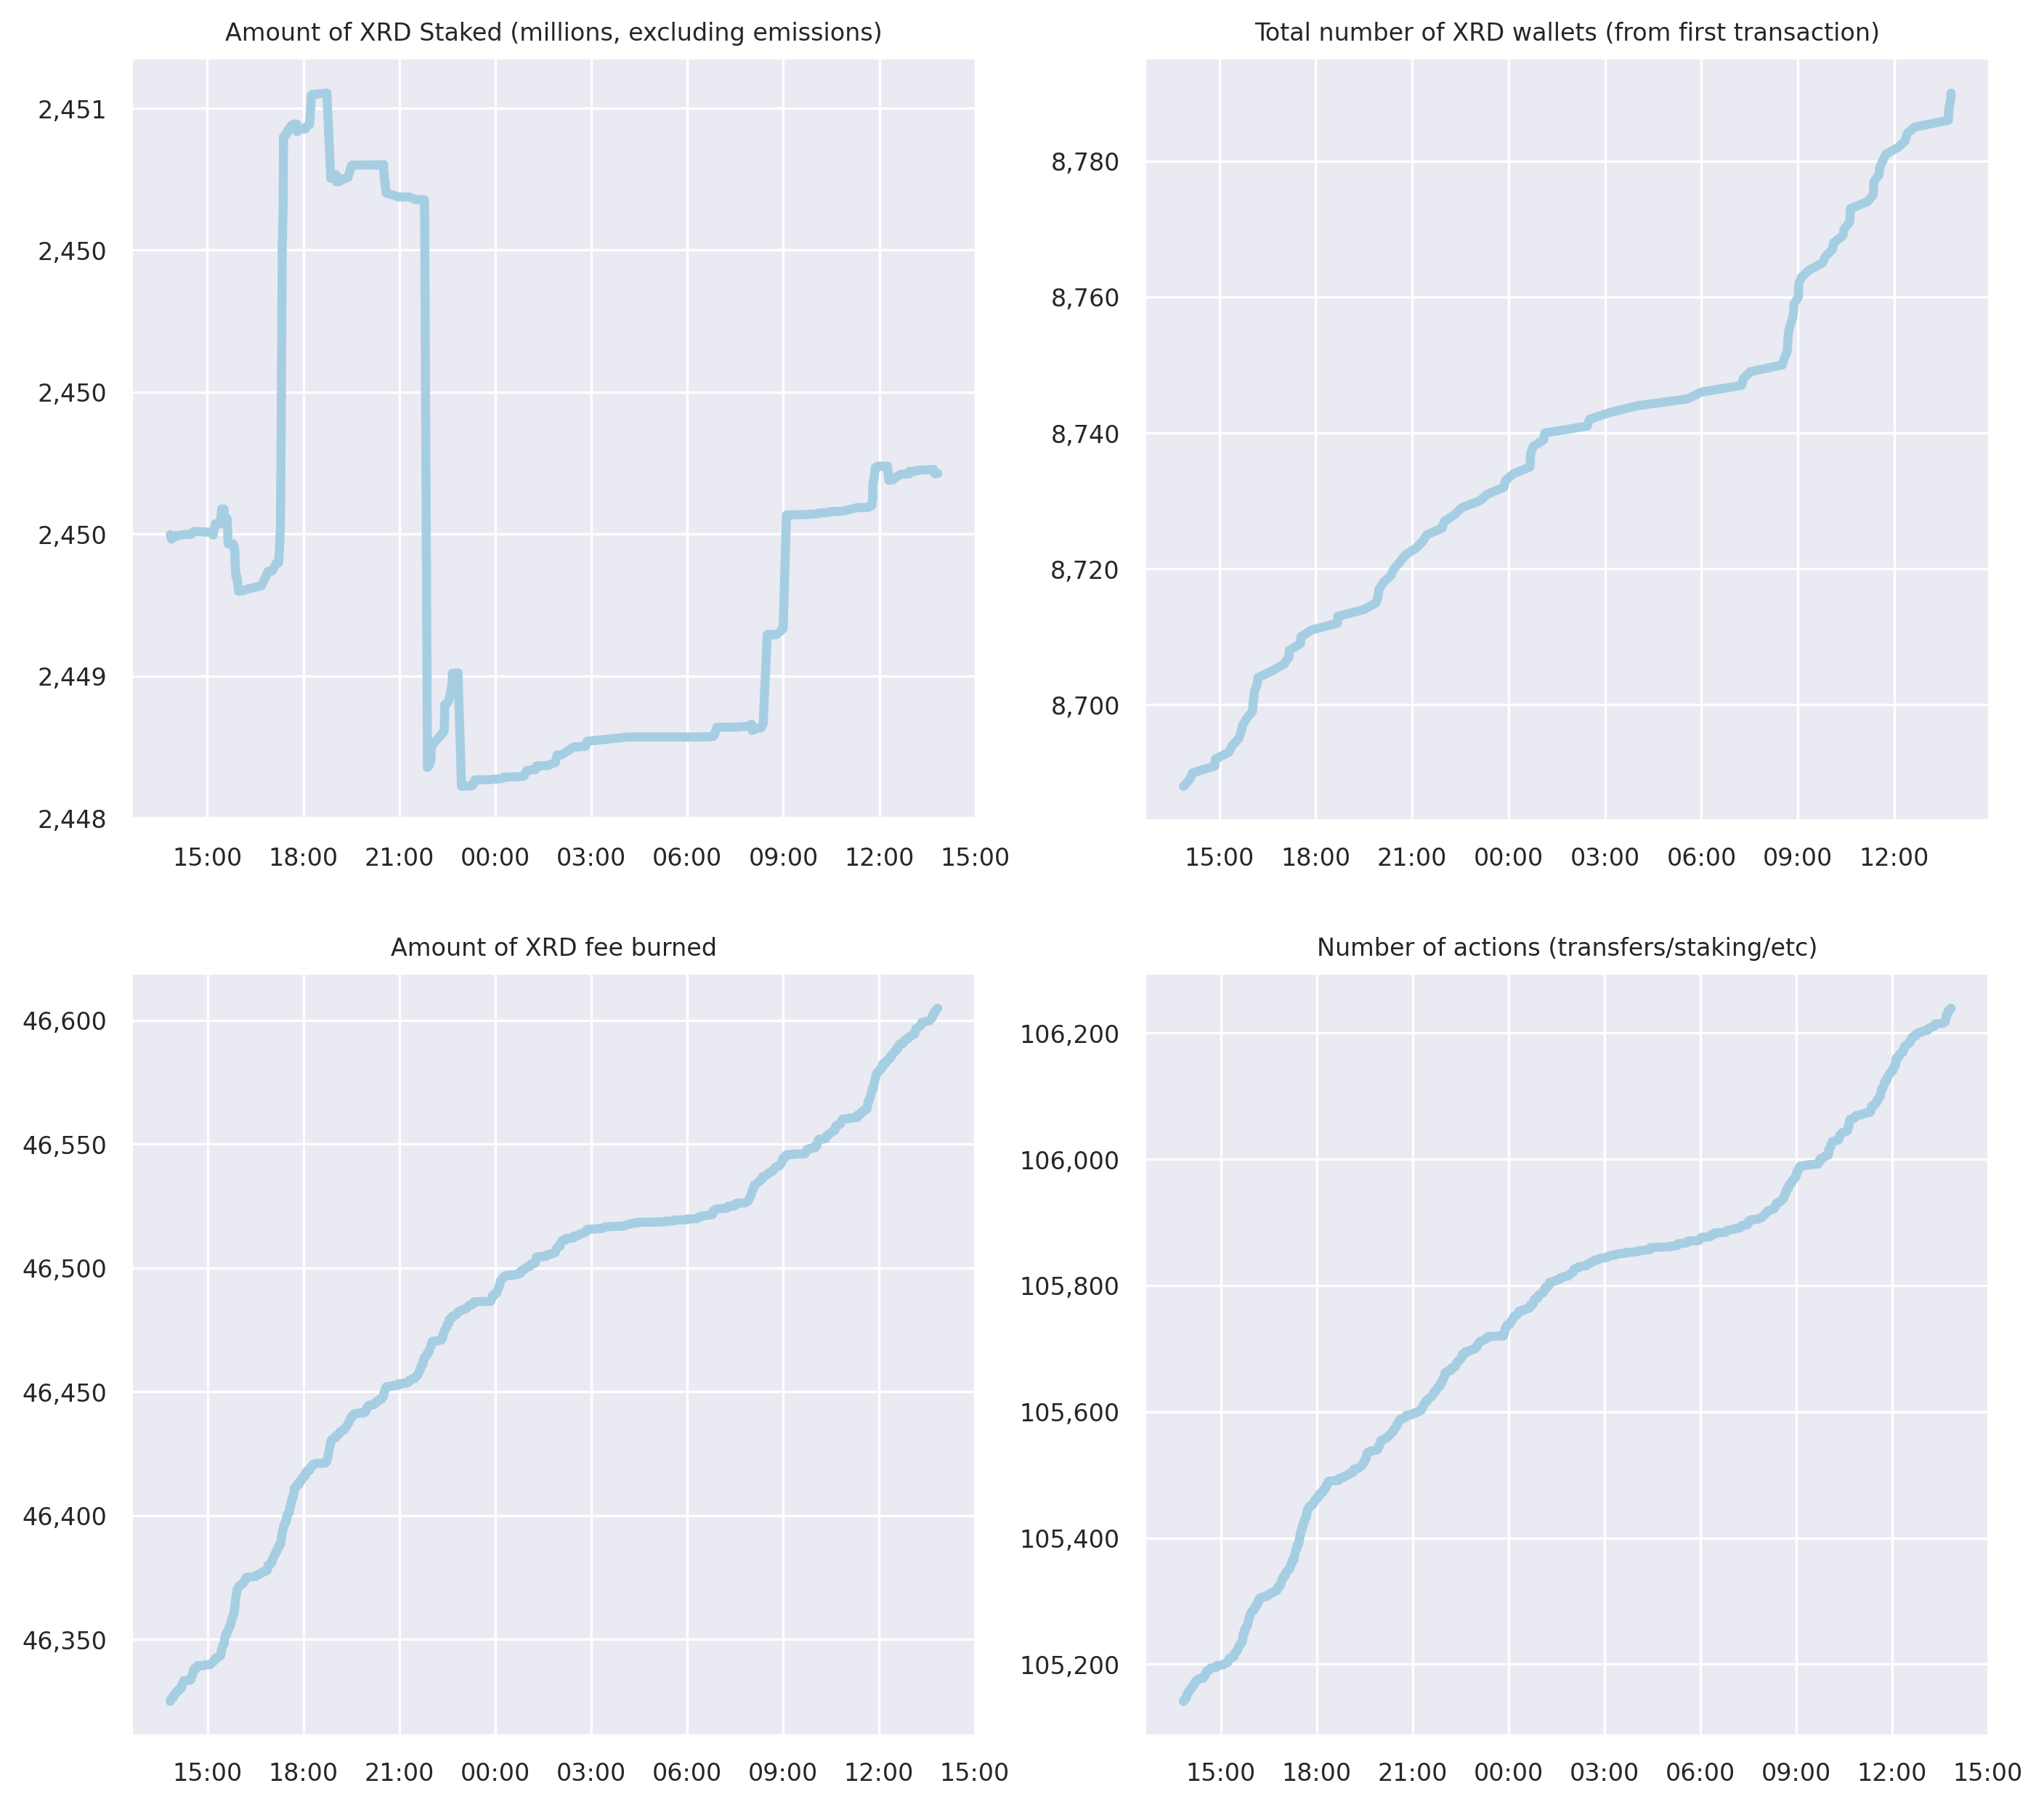 Amount of XRD Staked (millions, excluding emissions)
2,451
2,450
2,450
2,450
2,449
2,448
15:00 18:00 21:00 00:00 03:00 06:00 09:00 12:00 15:00
Total number of XRD wallets (from first transaction)
8,780
8,760
8,740
8,720
8,700
15:00 18:00 21:00 00:00 03:00 06:00 09:00 12:00
Amount of XRD fee burned
46,600
46,550
46,500
46,450
46,400
46,350
15:00 18:00 21:00 00:00 03:00 06:00 09:00 12:00 15:00
Number of actions (transfers/staking/etc)
106,200
106,000
105,800
105,600
105,400
105,200
15:00 18:00 21:00 00:00 03:00 06:00 09:00 12:00 15:00